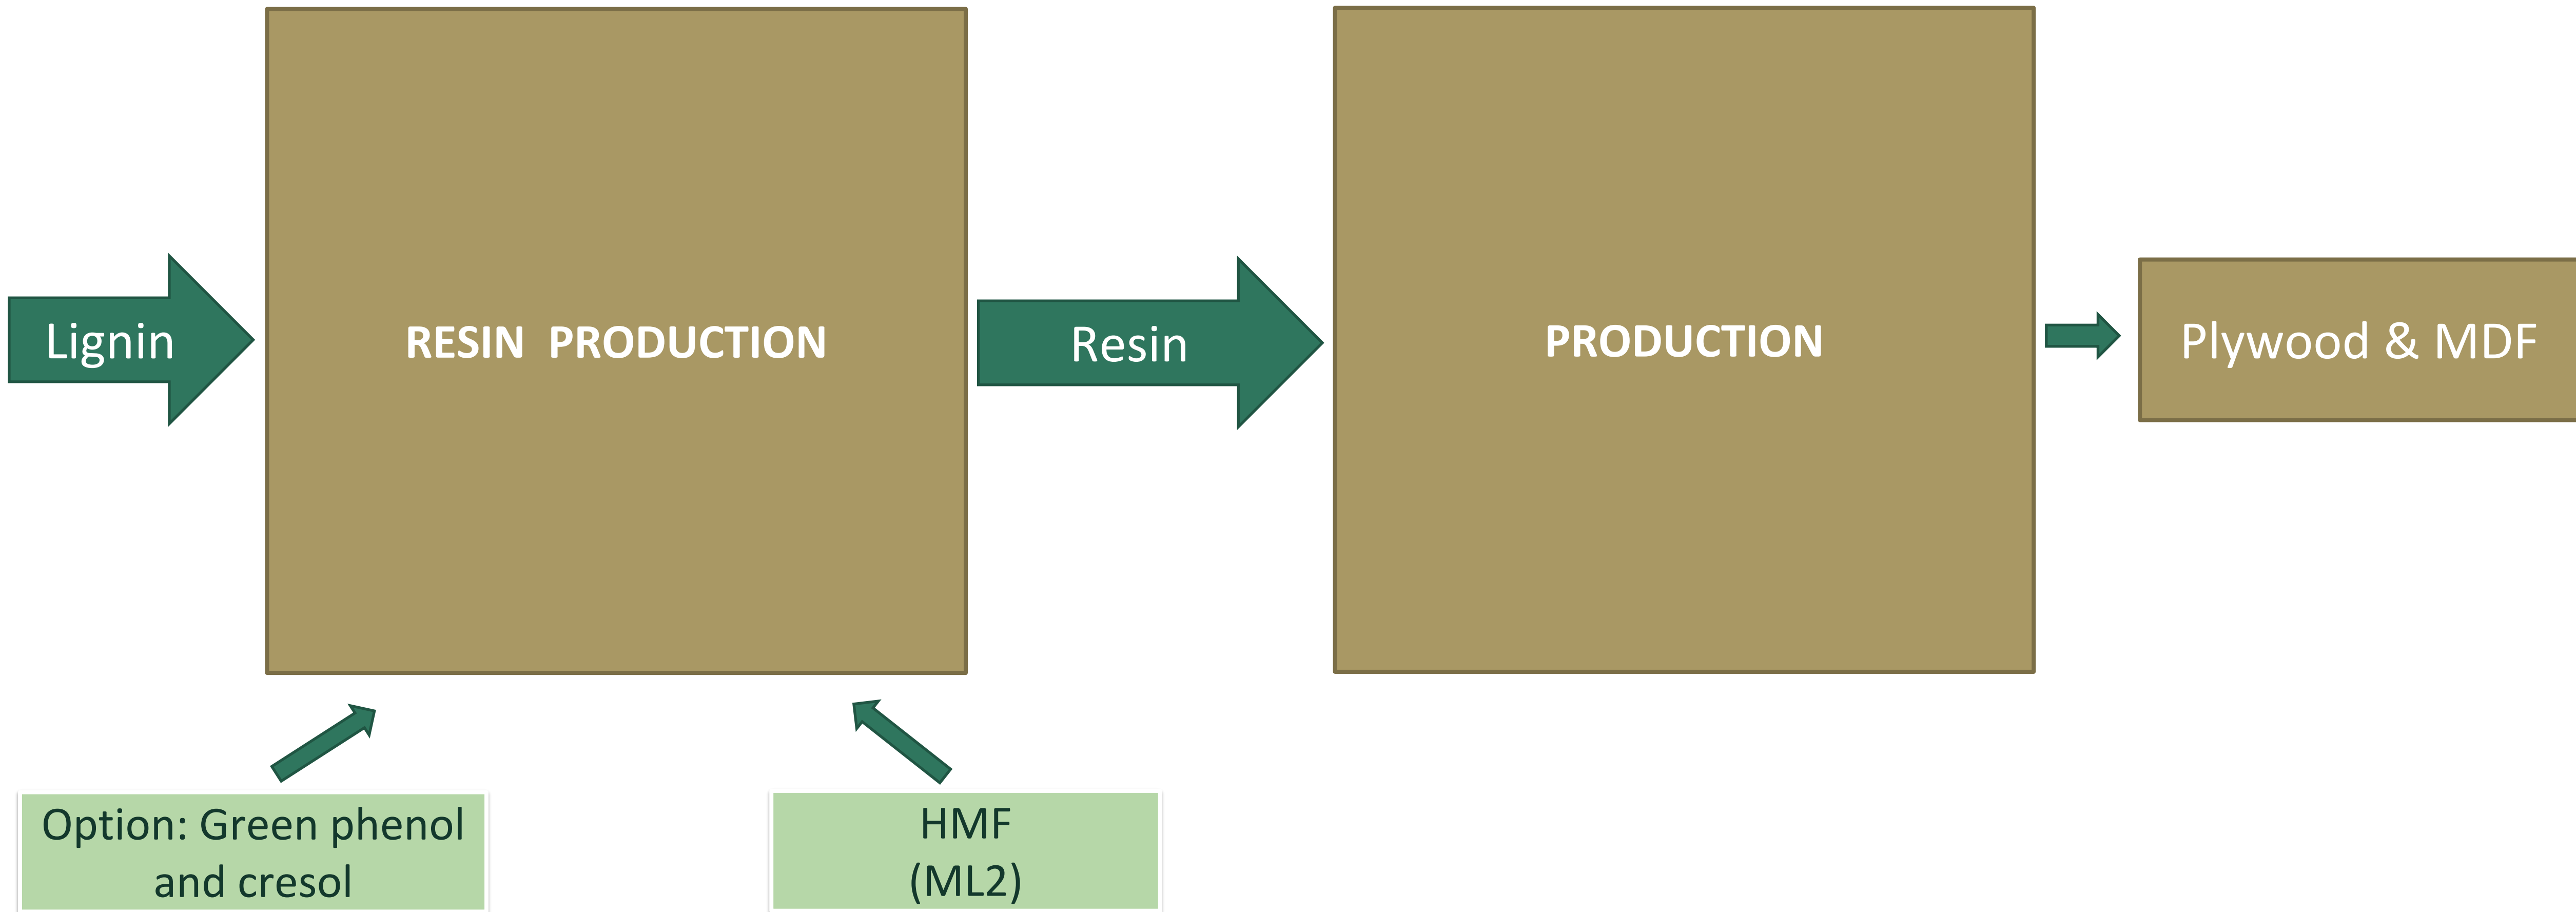 Lignin
RESIN PRODUCTION
Resin
PRODUCTION
Plywood & MDF
Option: Green phenol
and cresol
HMF
(ML2)